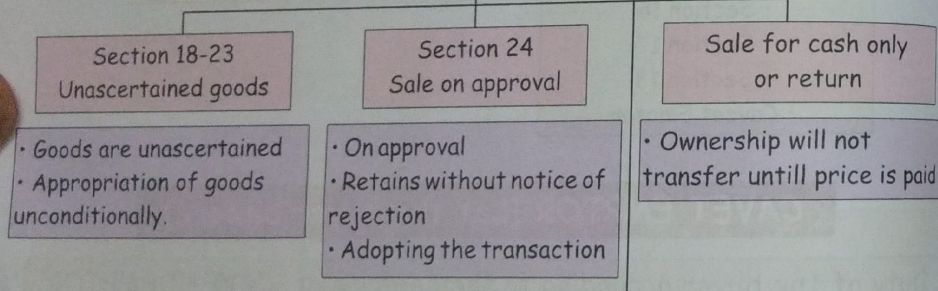 Section 18-23
Unascertained goods
· Goods are unascertained
· Appropriation of goods
unconditionally.
Section 24
Sale on approval
· On approval
· Retains without notice of
rejection
· Adopting the transaction
Sale for cash only
or return
· Ownership will not
transfer untill price is paid